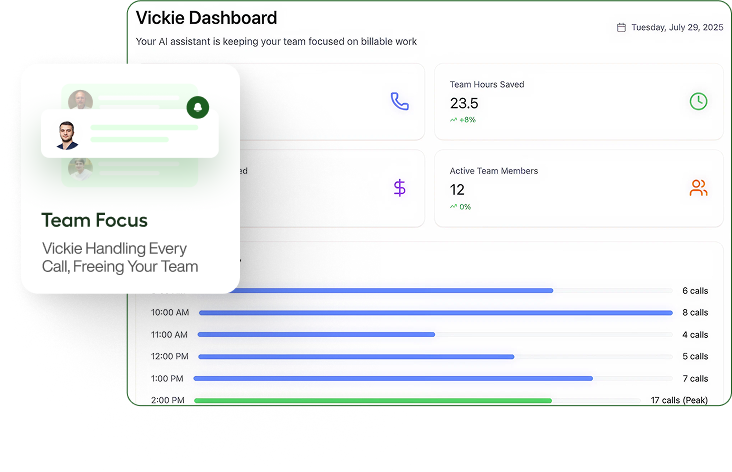 Vickie Dashboard
Tuesday, July 29, 2025
Your AI assistant is keeping your team focused on billable work
Team Hours Saved
23.5
+8%
Active Team Members
12
0%
Team Focus
Vickie Handling Every
Call, Freeing Your Team
6 calls
10:00 AM 8 calls
11:00 AM 4 calls
12:00 PM 5 calls
1:00 PM 7 calls
2:00 PM 17 calls (Peak)